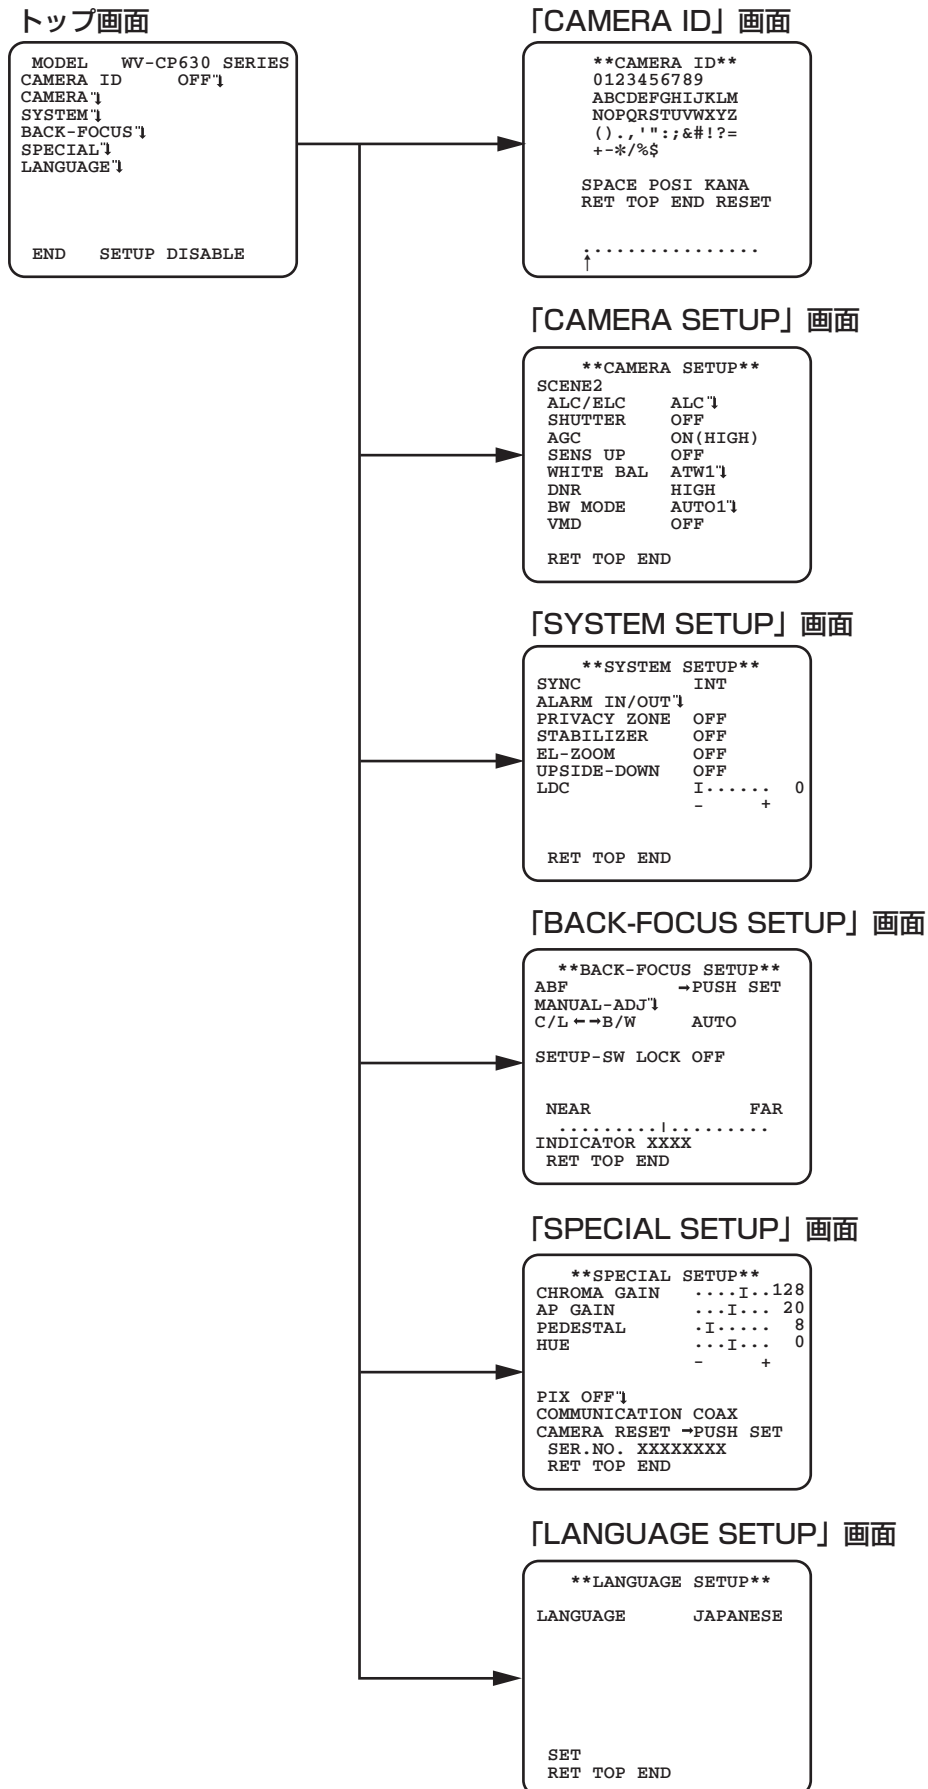 トップ画面
MODEL WV-CP630 SERIES
CAMERA ID OFF
CAMERA
SYSTEM
BACK-FOCUS
SPECIAL
LANGUAGE
END SETUP DISABLE
「CAMERA ID」画面
**CAMERA ID**
0123456789
ABCDEFGHIJKLM
NOPQRSTUVWXYZ
().,'":;&#!?=
+-*/%$
SPACE POSI KANA
RET TOP END RESET
................
↑
「CAMERA SETUP」画面
**CAMERA SETUP**
SCENE2
ALC/ELC ALC
SHUTTER OFF
AGC ON(HIGH)
SENS UP OFF
WHITE BAL ATW1
DNR HIGH
BW MODE AUTO1
VMD OFF
RET TOP END
「SYSTEM SETUP」画面
**SYSTEM SETUP**
SYNC INT
ALARM IN/OUT
PRIVACY ZONE OFF
STABILIZER OFF
EL-ZOOM OFF
UPSIDE-DOWN OFF
LDC I...... 0
- +
RET TOP END
「BACK-FOCUS SETUP」画面
**BACK-FOCUS SETUP**
ABF →PUSH SET
MANUAL-ADJ
C/L←→B/W AUTO
SETUP-SW LOCK OFF
NEAR FAR
.........I.........
INDICATOR XXXX
RET TOP END
「SPECIAL SETUP」画面
**SPECIAL SETUP**
CHROMA GAIN ....I..128
AP GAIN ...I... 20
PEDESTAL .I..... 8
HUE ...I... 0
- +
PIX OFF
COMMUNICATION COAX
CAMERA RESET →PUSH SET
SER.NO. XXXXXXXX
RET TOP END
「LANGUAGE SETUP」画面
**LANGUAGE SETUP**
LANGUAGE JAPANESE
SET
RET TOP END